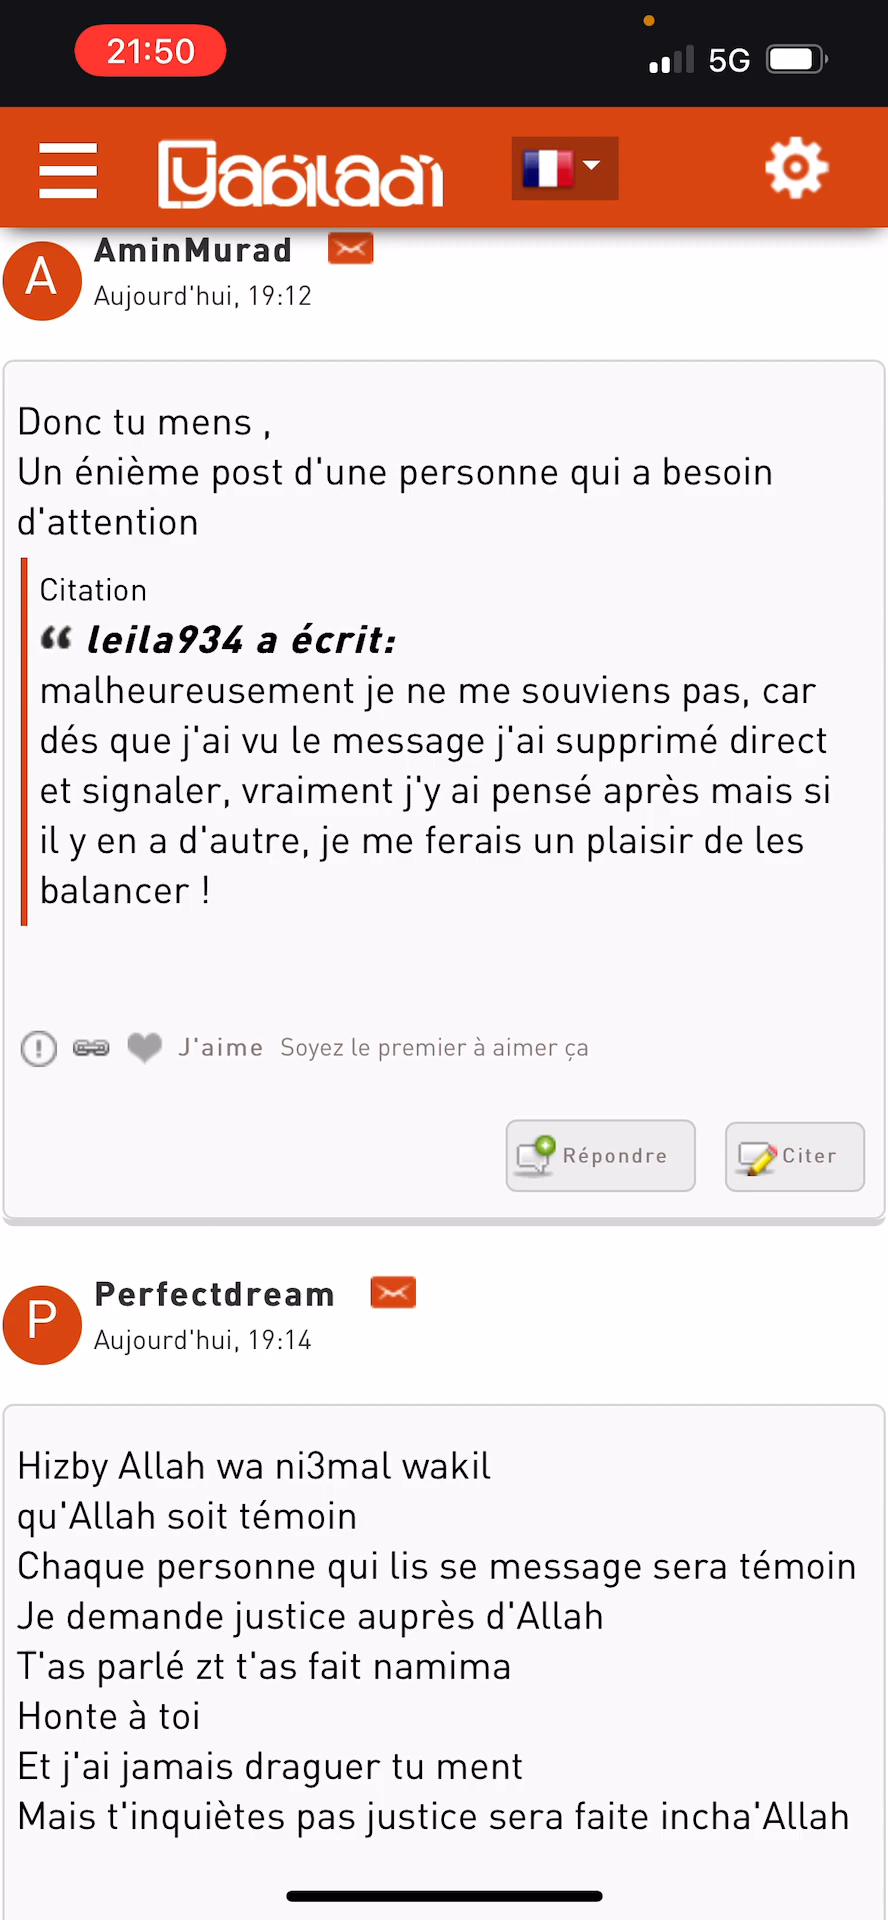 21:50
5G
Yabiladi
A
AminMurad
Aujourd'hui, 19:12
Donc tu mens ,
Un énième post d'une personne qui a besoin
d'attention
Citation
“ leila934 a écrit:
malheureusement je ne me souviens pas, car
dés que j'ai vu le message j'ai supprimé direct
et signaler, vraiment j'y ai pensé après mais si
il y en a d'autre, je me ferais un plaisir de les
balancer !
J'aime Soyez le premier à aimer ça
Répondre
Citer
P
Perfectdream
Aujourd'hui, 19:14
Hizby Allah wa ni3mal wakil
qu'Allah soit témoin
Chaque personne qui lis se message sera témoin
Je demande justice auprès d'Allah
T'as parlé zt t'as fait namima
Honte à toi
Et j'ai jamais draguer tu ment
Mais t'inquiètes pas justice sera faite incha'Allah